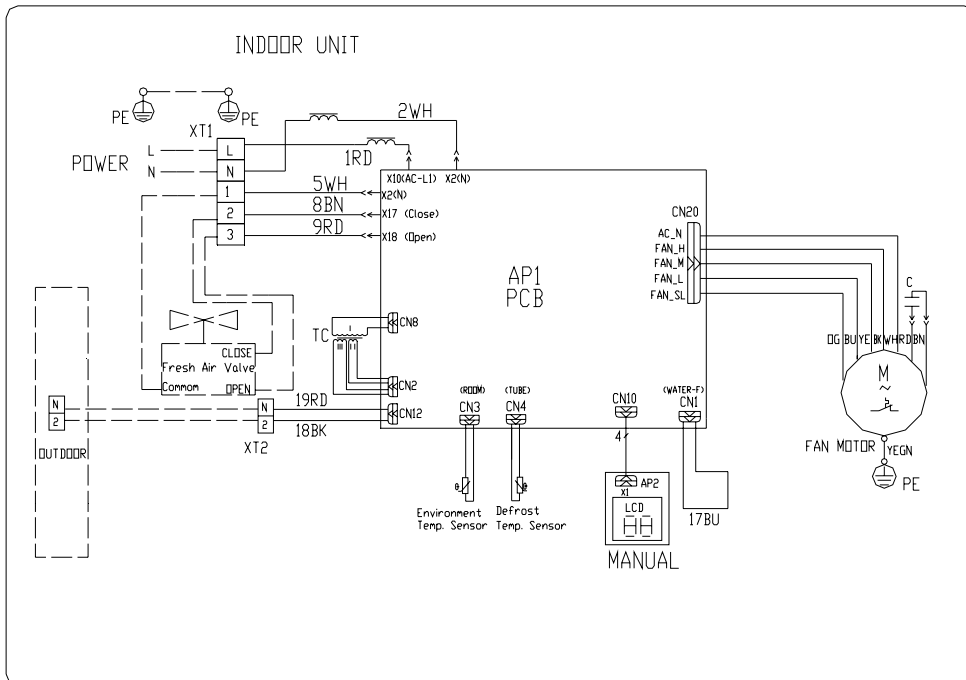 INDOOR UNIT
PE
PE
XT1
2WH
L
L
1RD
POWER
N
N
X10(AC-L1)
X2(N)
1
5WH
X2(N)
2
8BN
X17 (Close)
3
9RD
X18 (Open)
CN20
AC_N
FAN_H
FAN_M
FAN_L
FAN_SL
AP1
PCB
C
TC
I
III
II
CN8
CN2
CLOSE
Fresh Air Valve
Commom
OPEN
OG
BU
YE
BK
WH
RD
BN
M
~
N
2
OUTDOOR
N
2
XT2
19RD
18BK
CN12
(ROOM)
CN3
(TUBE)
CN4
CN10
(WATER-F)
CN1
4
FAN MOTOR
YEGN
PE
θ
θ
Environment
Temp. Sensor
Defrost
Temp. Sensor
AP2
X1
LCD
88
MANUAL
17BU